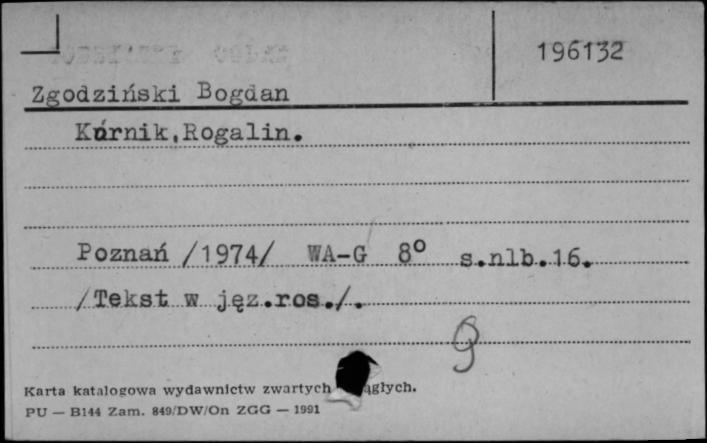 196132
Zgodziński Bogdan
Kórnik,Rogalin.
Poznań /1974/ WA-G 8° s.nlb.16.
/Tekst w jęz.ros./.
Karta katalogowa wydawnictw zwartych ągłych.
PU — B144 Zam. 849/DW/On ZGG — 1991